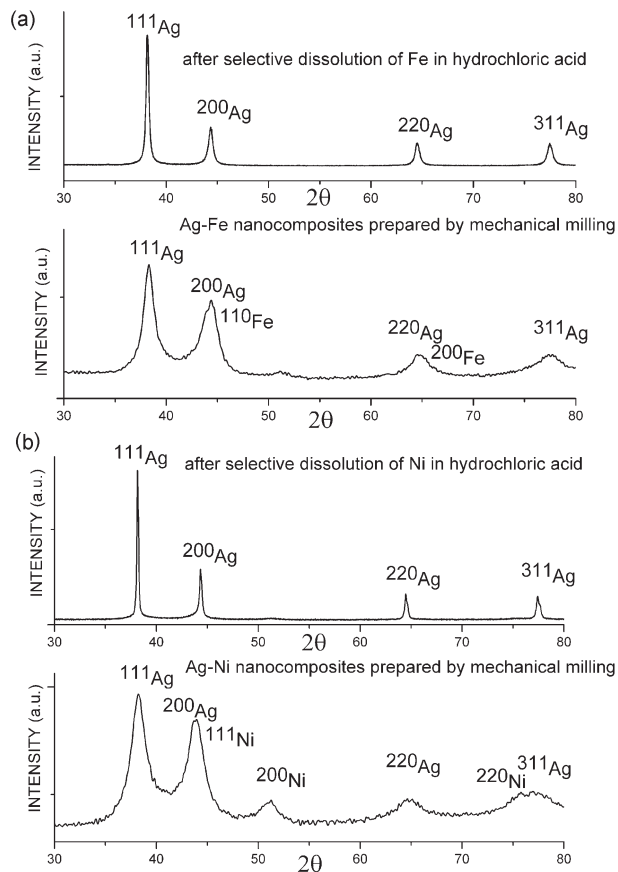 (a)
111Ag
after selective dissolution of Fe in hydrochloric acid
200Ag
220Ag
311Ag
INTENSITY (a.u.)
30 40 50 60 70 80
2θ
Ag-Fe nanocomposites prepared by mechanical milling
111Ag
200Ag
110Fe
220Ag
200Fe
311Ag
INTENSITY (a.u.)
30 40 50 60 70 80
2θ
(b)
111Ag
after selective dissolution of Ni in hydrochloric acid
200Ag
220Ag
311Ag
INTENSITY (a.u.)
30 40 50 60 70 80
2θ
Ag-Ni nanocomposites prepared by mechanical milling
111Ag
200Ag
111Ni
200Ni
220Ag
220Ni
311Ag
INTENSITY (a.u.)
30 40 50 60 70 80
2θ